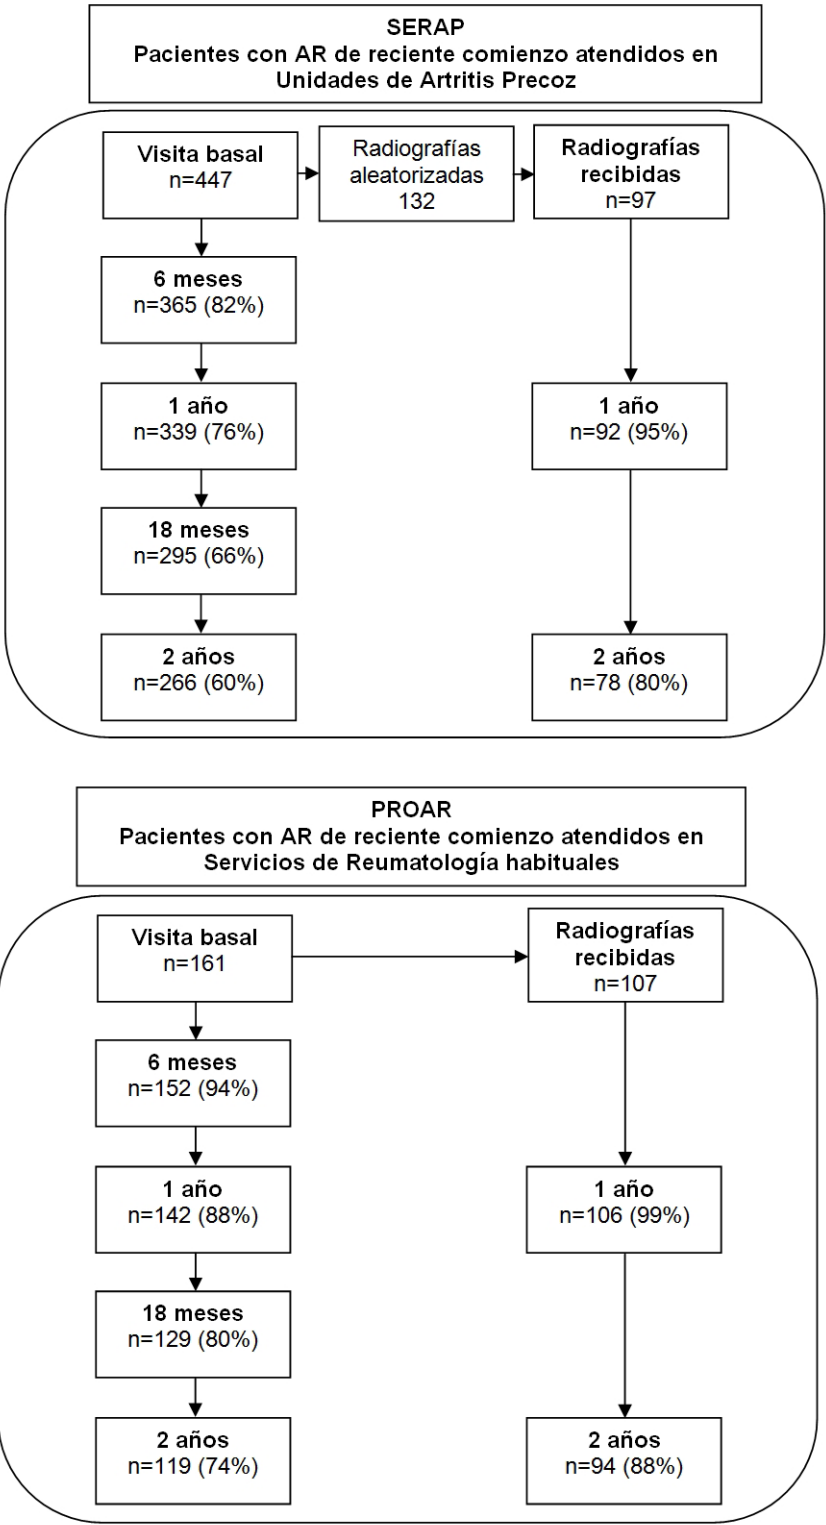 SERAP
Pacientes con AR de reciente comienzo atendidos en
Unidades de Artritis Precoz
Visita basal
n=447
Radiografías
aleatorizadas
132
Radiografías
recibidas
n=97
6 meses
n=365 (82%)
1 año
n=339 (76%)
1 año
n=92 (95%)
18 meses
n=295 (66%)
2 años
n=266 (60%)
2 años
n=78 (80%)
PROAR
Pacientes con AR de reciente comienzo atendidos en
Servicios de Reumatología habituales
Visita basal
n=161
Radiografías
recibidas
n=107
6 meses
n=152 (94%)
1 año
n=142 (88%)
1 año
n=106 (99%)
18 meses
n=129 (80%)
2 años
n=119 (74%)
2 años
n=94 (88%)